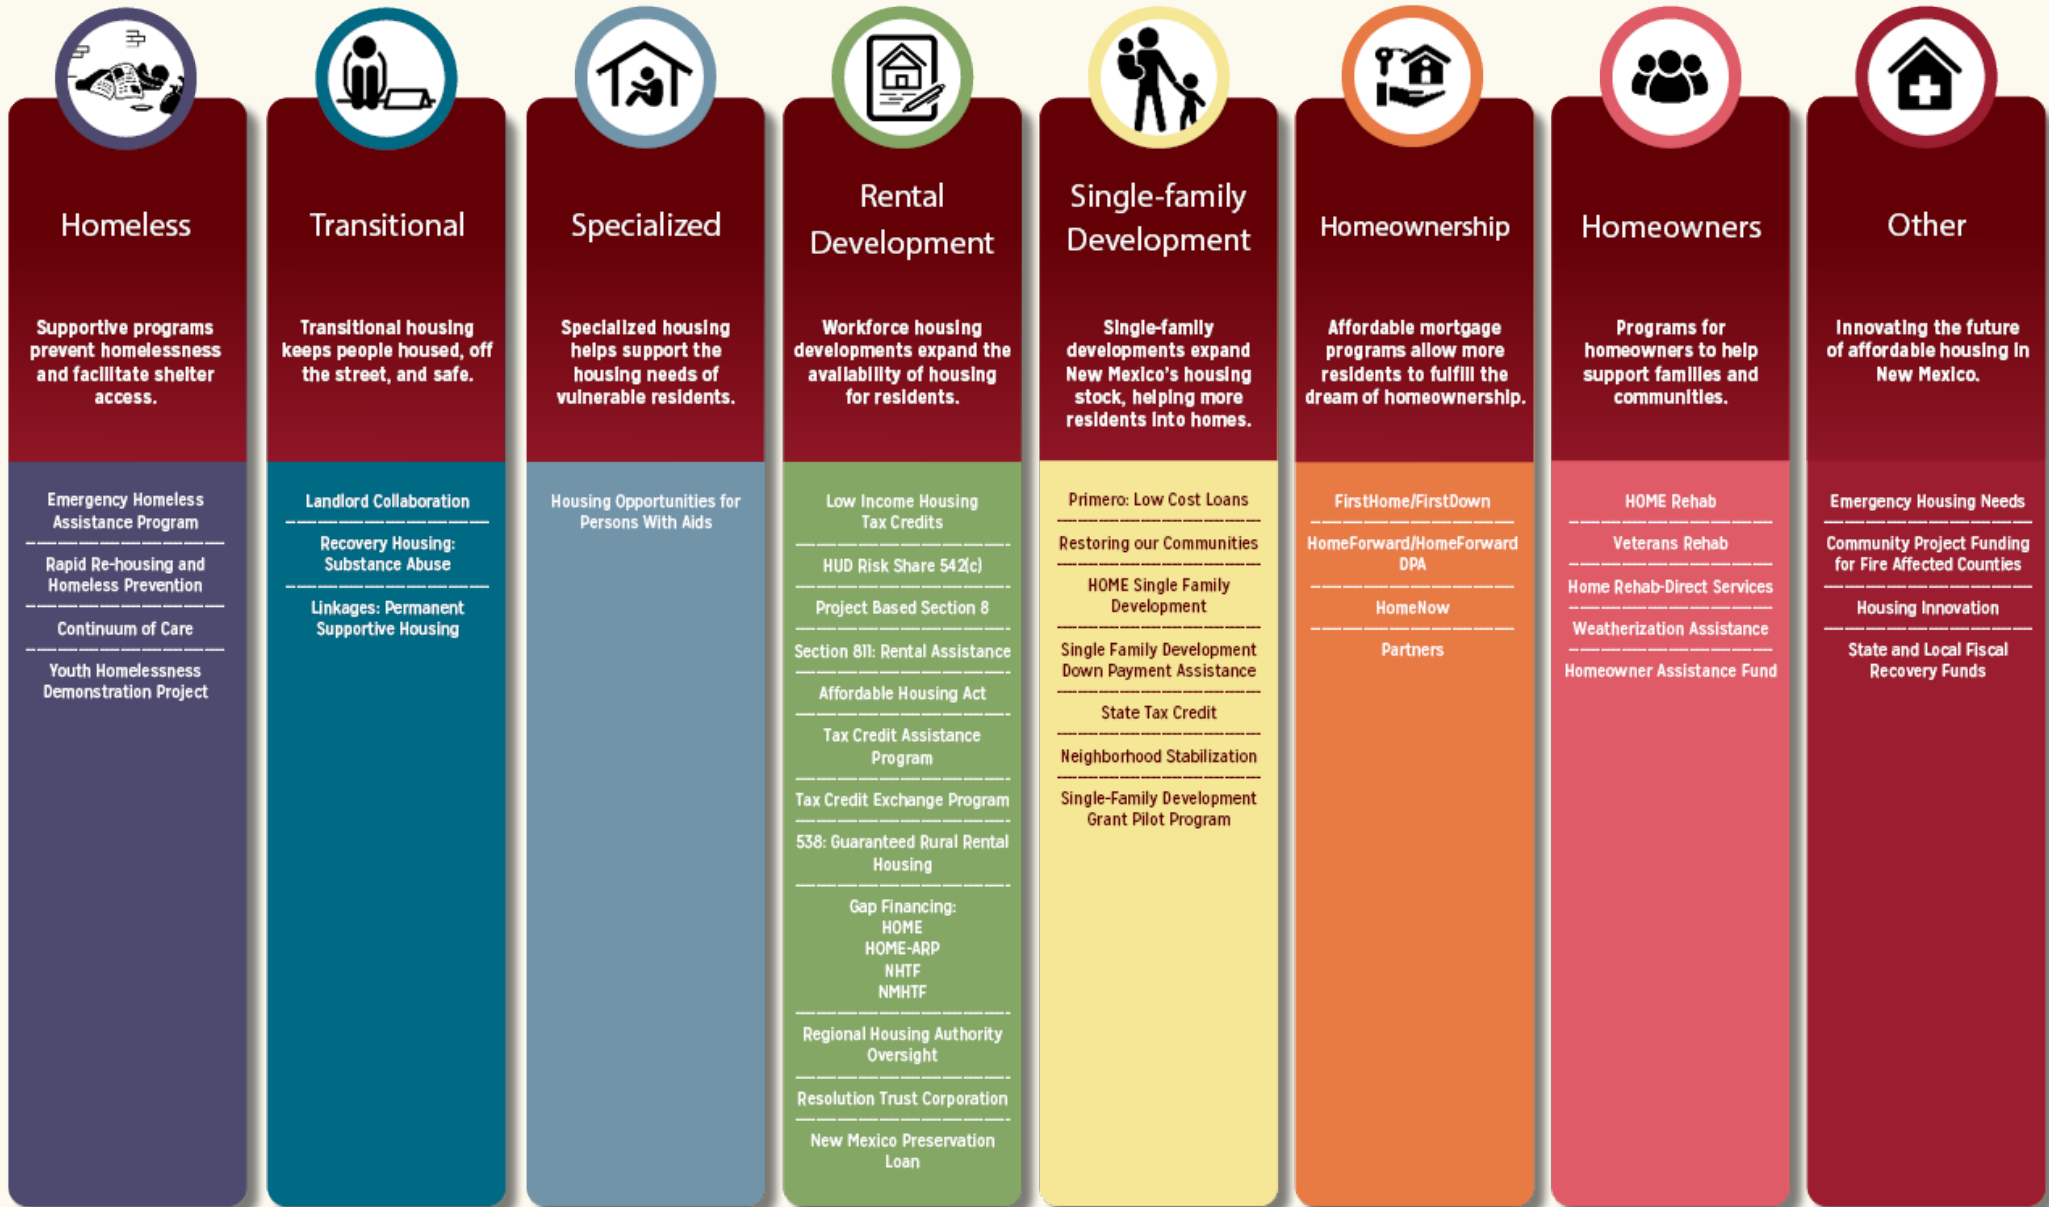 Homeless
Supportive programs
prevent homelessness
and facilitate shelter
access.
Emergency Homeless
Assistance Program
Rapid Re-housing and
Homeless Prevention
Continuum of Care
Youth Homelessness
Demonstration Project
Transitional
Transitional housing
keeps people housed, off
the street, and safe.
Landlord Collaboration
Recovery Housing:
Substance Abuse
Linkages: Permanent
Supportive Housing
Specialized
Specialized housing
helps support the
housing needs of
vulnerable residents.
Housing Opportunities for
Persons With Aids
Rental
Development
Workforce housing
developments expand the
availability of housing
for residents.
Low Income Housing
Tax Credits
HUD Risk Share 542(c)
Project Based Section 8
Section 811: Rental Assistance
Affordable Housing Act
Tax Credit Assistance
Program
Tax Credit Exchange Program
538: Guaranteed Rural Rental
Housing
Gap Financing:
HOME
HOME-ARP
NHTF
NMHTF
Regional Housing Authority
Oversight
Resolution Trust Corporation
New Mexico Preservation
Loan
Single-family
Development
Single-family
developments expand
New Mexico's housing
stock, helping more
residents into homes.
Primero: Low Cost Loans
Restoring our Communities
HOME Single Family
Development
Single Family Development
Down Payment Assistance
State Tax Credit
Neighborhood Stabilization
Single-Family Development
Grant Pilot Program
Homeownership
Affordable mortgage
programs allow more
residents to fulfill the
dream of homeownership.
FirstHome/FirstDown
HomeForward/HomeForward
DPA
HomeNow
Partners
Homeowners
Programs for
homeowners to help
support families and
communities.
HOME Rehab
Veterans Rehab
Home Rehab-Direct Services
Weatherization Assistance
Homeowner Assistance Fund
Other
Innovating the future
of affordable housing in
New Mexico.
Emergency Housing Needs
Community Project Funding
for Fire Affected Counties
Housing Innovation
State and Local Fiscal
Recovery Funds